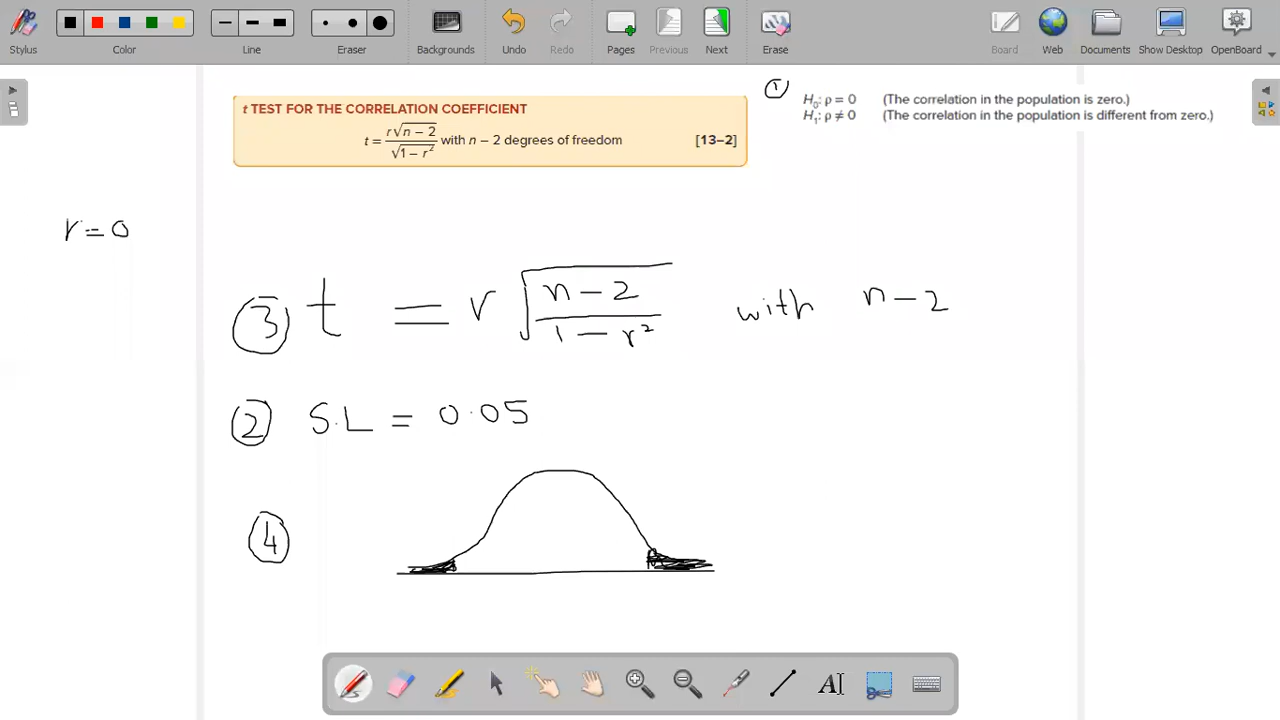 Stylus
Color
Line
Eraser
Backgrounds
Undo
Redo
Pages
Previous
Next
Erase
Board
Web
Documents
Show Desktop
OpenBoard
t TEST FOR THE CORRELATION COEFFICIENT
t = r√n − 2 / √1 − r² with n − 2 degrees of freedom [13–2]
①
H₀: ρ = 0 (The correlation in the population is zero.)
H₁: ρ ≠ 0 (The correlation in the population is different from zero.)
r = 0
③ t = r √(n − 2 / 1 − r²) with n − 2
② S.L = 0.05
④
AI